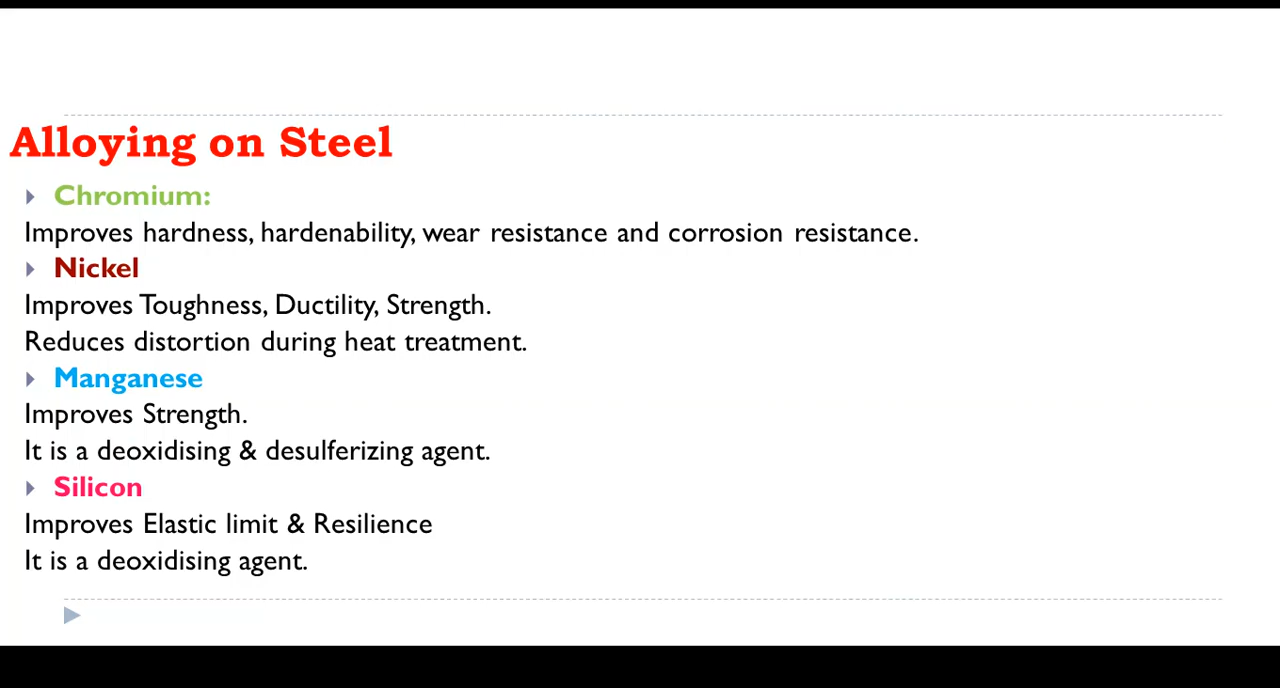 Alloying on Steel
Chromium:
Improves hardness, hardenability, wear resistance and corrosion resistance.
Nickel
Improves Toughness, Ductility, Strength.
Reduces distortion during heat treatment.
Manganese
Improves Strength.
It is a deoxidising & desulferizing agent.
Silicon
Improves Elastic limit & Resilience
It is a deoxidising agent.